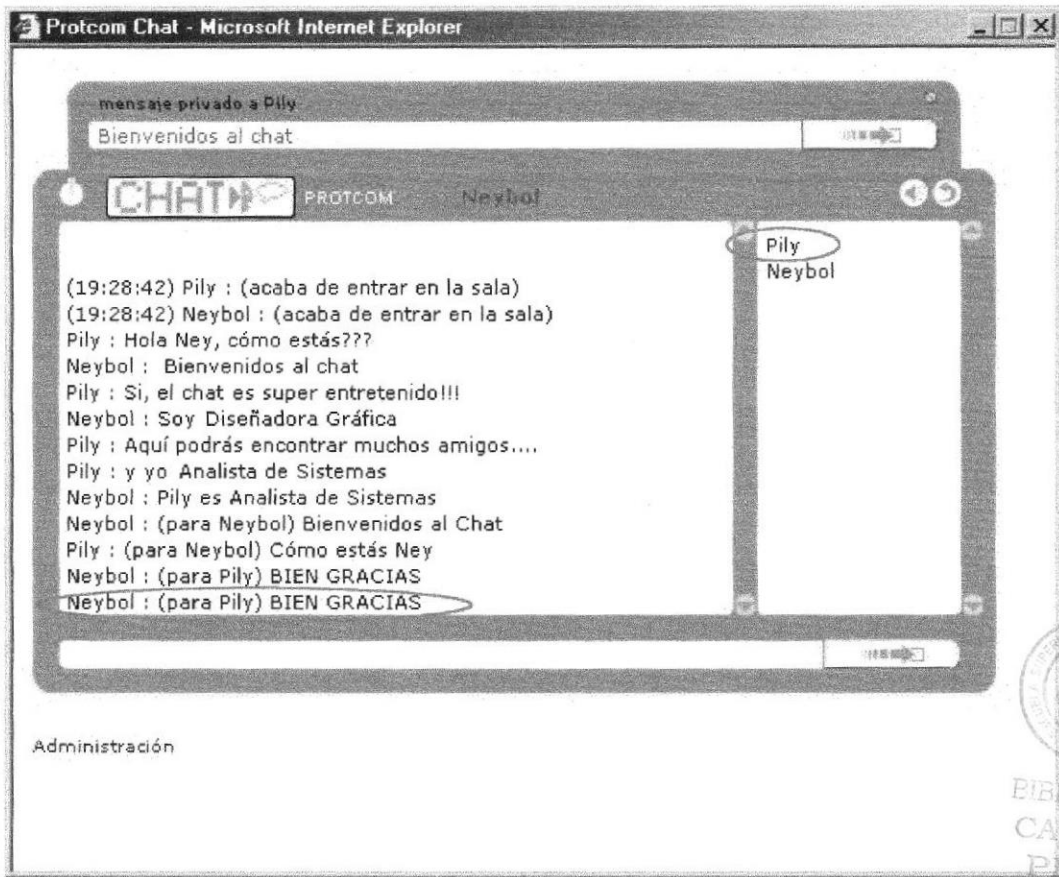 Protcom Chat - Microsoft Internet Explorer
mensaje privado a Pily
Bienvenidos al chat
CHAT PROTCOM Neybol
Pily
Neybol
(19:28:42) Pily : (acaba de entrar en la sala)
(19:28:42) Neybol : (acaba de entrar en la sala)
Pily : Hola Ney, cómo estás???
Neybol : Bienvenidos al chat
Pily : Si, el chat es super entretenido!!!
Neybol : Soy Diseñadora Gráfica
Pily : Aquí podrás encontrar muchos amigos....
Pily : y yo Analista de Sistemas
Neybol : Pily es Analista de Sistemas
Neybol : (para Neybol) Bienvenidos al Chat
Pily : (para Neybol) Cómo estás Ney
Neybol : (para Pily) BIEN GRACIAS
Neybol : (para Pily) BIEN GRACIAS
Administración